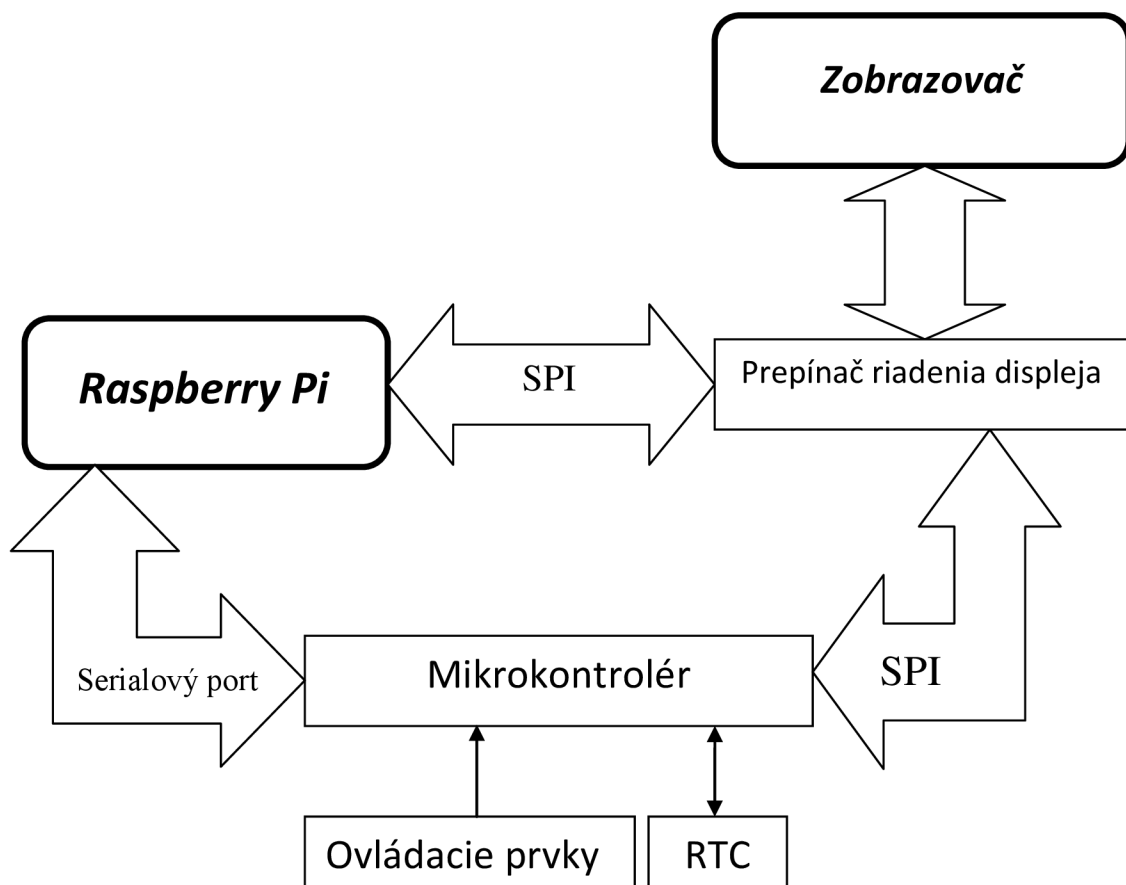 Zobrazovač
Raspberry Pi
SPI
Prepínač riadenia displeja
Serialový port
Mikrokontrolér
SPI
Ovládacie prvky
RTC